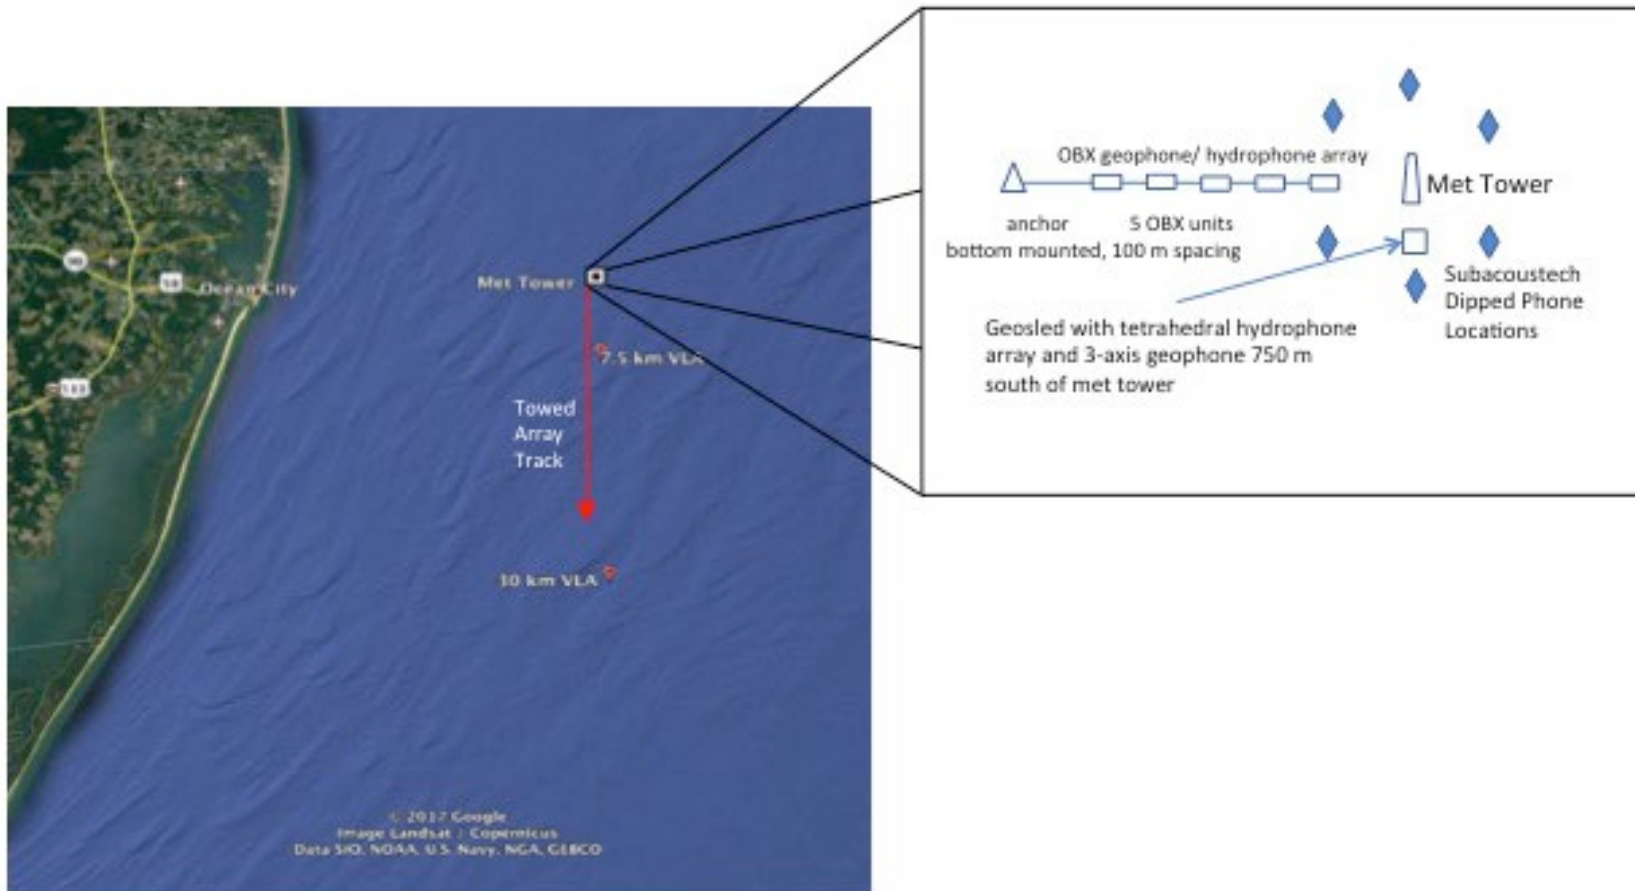 OBX geophone/ hydrophone array
Met Tower
anchor
5 OBX units
bottom mounted, 100 m spacing
Subacoustech
Dipped Phone
Locations
Geosled with tetrahedral hydrophone
array and 3-axis geophone 750 m
south of met tower
Ocean City
Met Tower
7.5 km VLA
Towed
Array
Track
30 km VLA
© 2017 Google
Image Landsat / Copernicus
Data SIO, NOAA, U.S. Navy, NGA, GEBCO